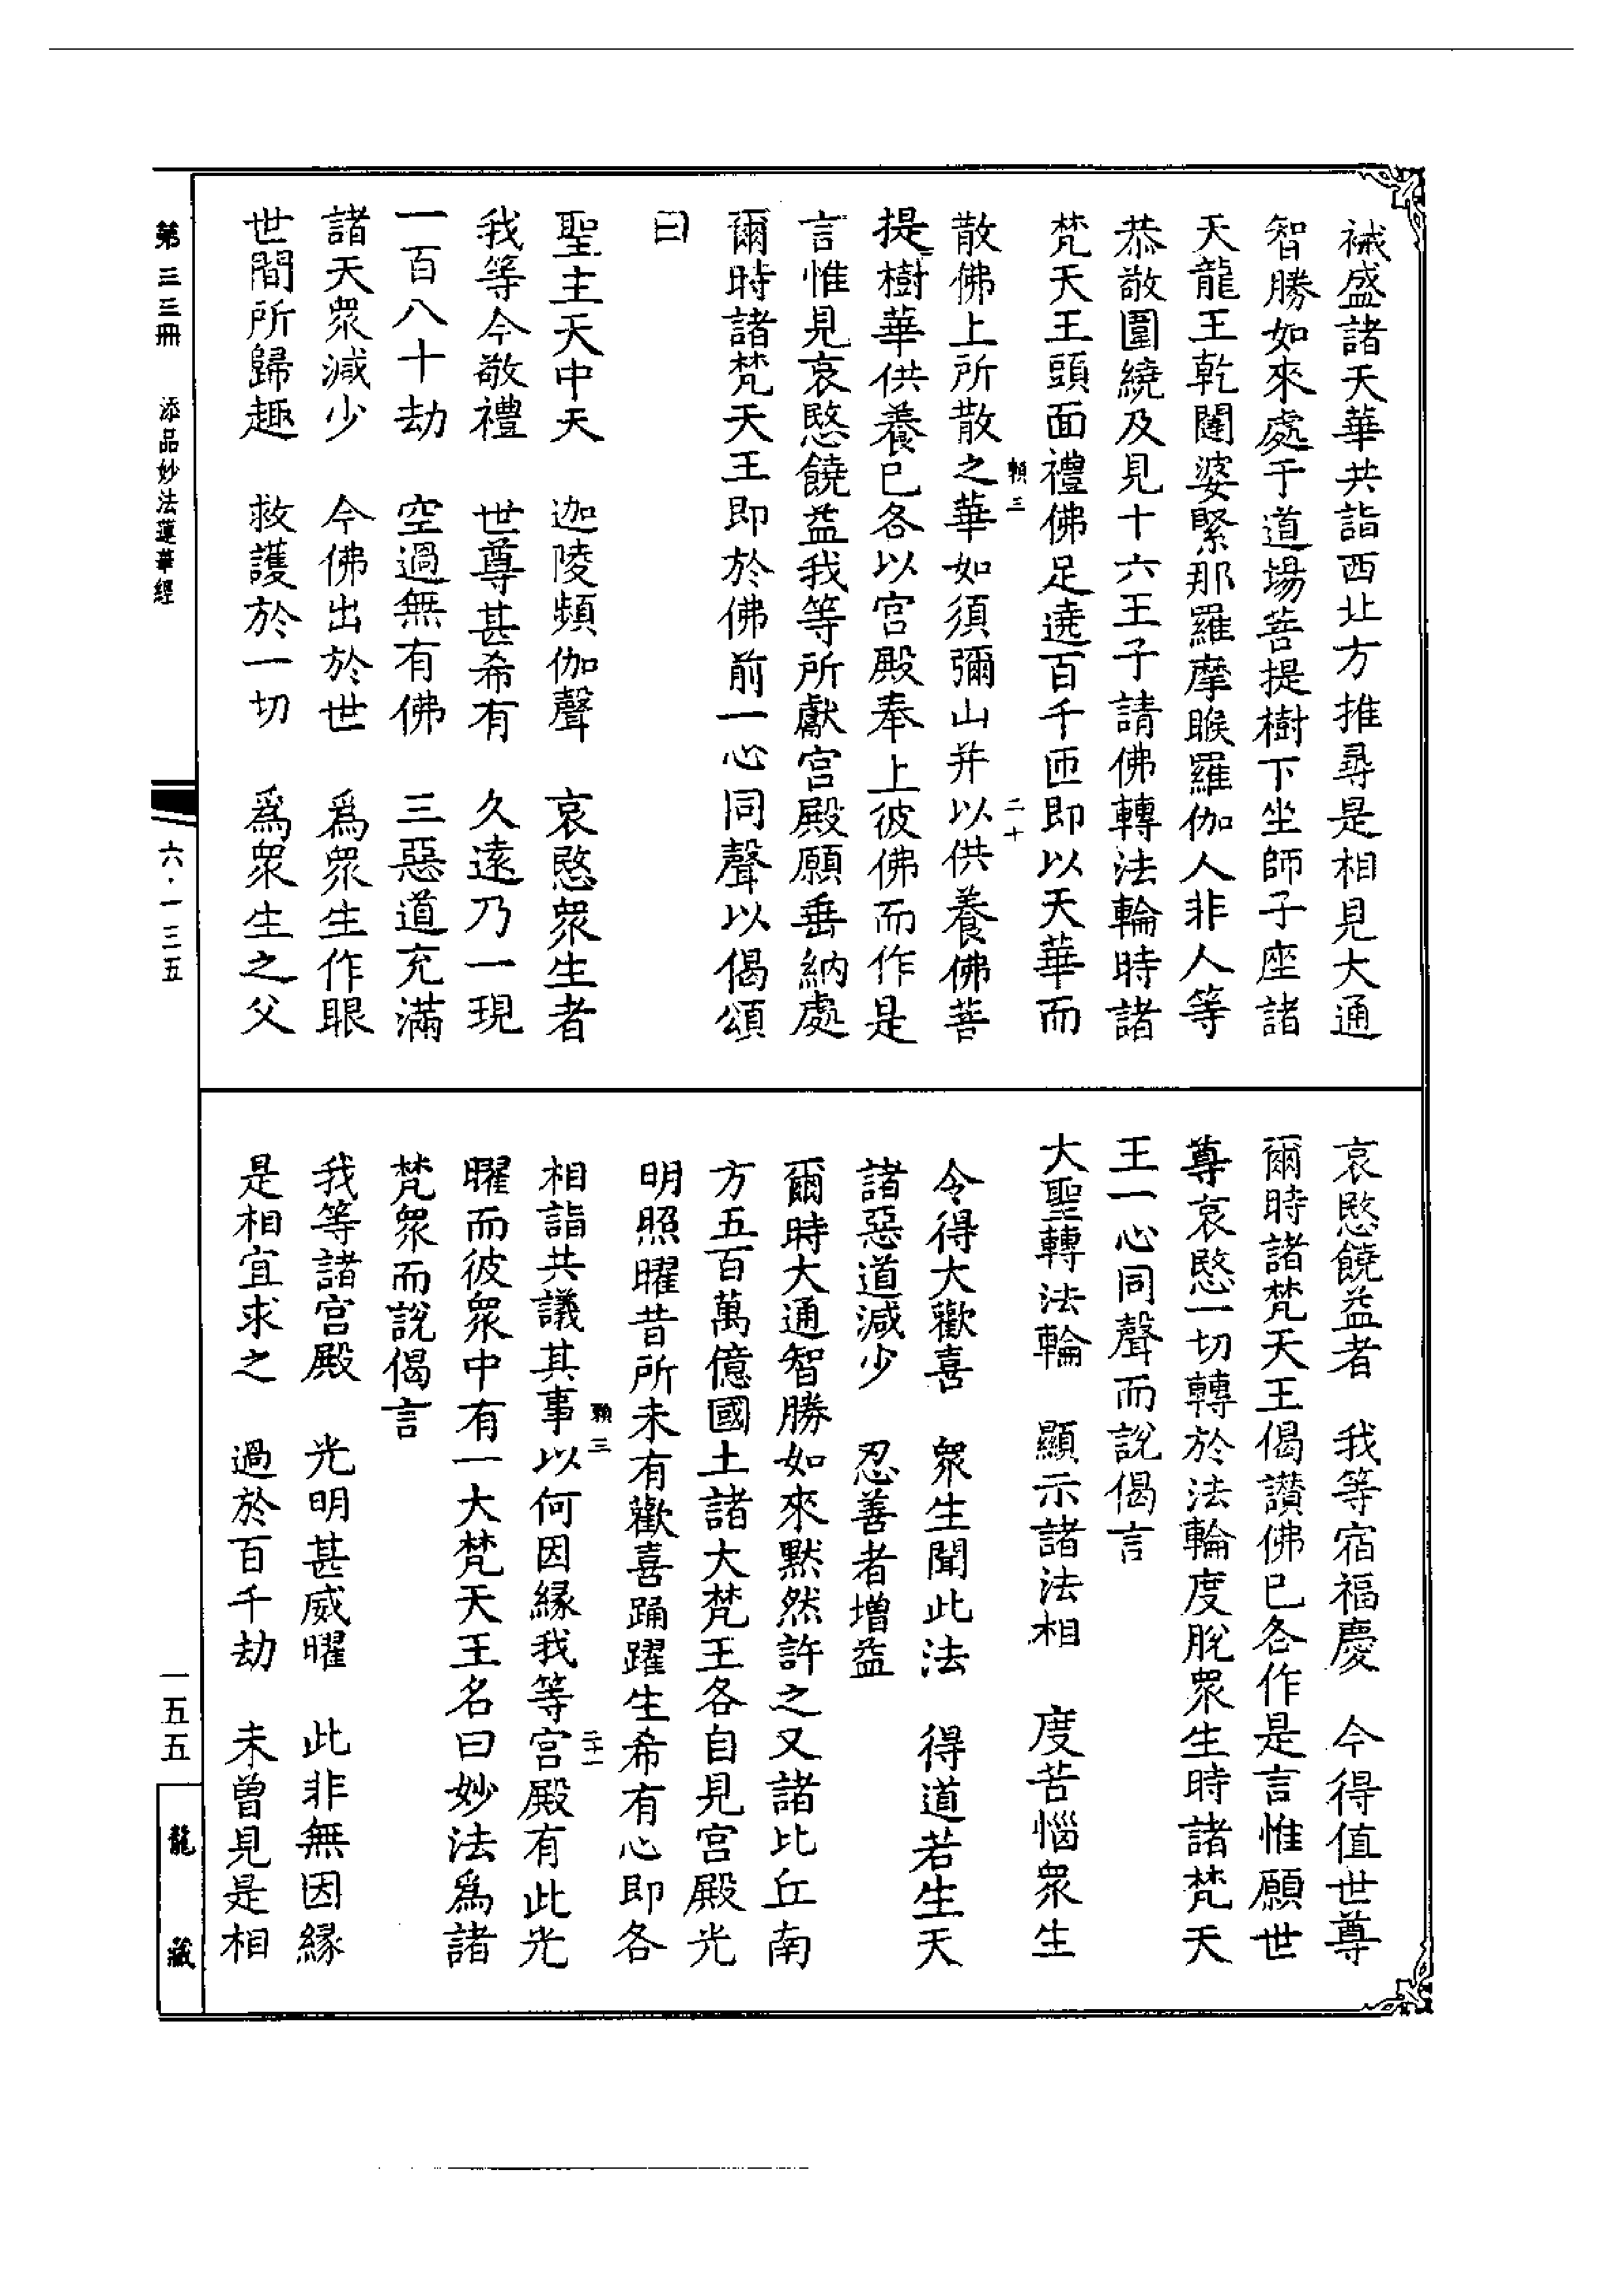 祴盛諸天華共詣西北方推尋是相見大通
智勝如來處于道場菩提樹下坐師子座諸
天龍王乾闥婆緊那羅摩睺羅伽人非人等
恭敬圍繞及見十六王子請佛轉法輪時諸
梵天王頭面禮佛足遶百千匝即以天華而
頼三
二十
散佛上所散之華如須彌山并以供養佛菩
提樹華供養已各以宫殿奉上彼佛而作是
言惟見哀愍饒益我等所獻宫殿願垂納處
爾時諸梵天王即於佛前一心同聲以偈頌
曰
聖主天中天　迦陵頻伽聲　哀愍衆生者
我等今敬禮　世尊甚希有　久遠乃一現
一百八十劫　空過無有佛　三惡道充滿
諸天衆減少　今佛出於世　爲衆生作眼
世間所歸趣　救護於一切　爲衆生之父
哀愍饒益者　我等宿福慶　今得值世尊
爾時諸梵天王偈讃佛已各作是言惟願世
尊哀愍一切轉於法輪度脫衆生時諸梵天
王一心同聲而說偈言
大聖轉法輪　顯示諸法相　度苦惱衆生
令得大歡喜　衆生聞此法　得道若生天
諸惡道減少　忍善者增益
爾時大通智勝如來默然許之又諸比丘南
方五百萬億國土諸大梵王各自見宫殿光
明照曜昔所未有歡喜踊躍生希有心即各
頼三
二十一
相詣共議其事以何因緣我等宫殿有此光
曜而彼衆中有一大梵天王名曰妙法爲諸
梵衆而說偈言
我等諸宫殿　光明甚威曜　此非無因緣
是相宜求之　過於百千劫　未曾見是相
第三三冊　添品妙法蓮華經
六·一三五
一五五
龍藏